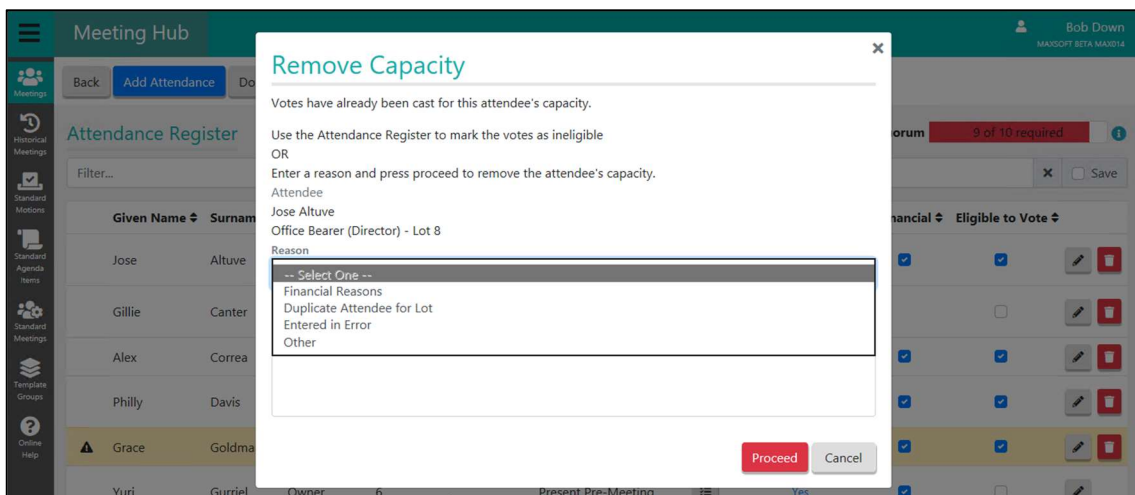 Meeting Hub
Bob Down
MAXSOFT BETA MAX014
Meetings
Back
Add Attendance
Do
Historical
Meetings
Attendance Register
orum
9 of 10 required
Filter...
Save
Standard
Motions
Given Name
Surnam
nancial
Eligible to Vote
Standard
Agenda
Items
Jose
Altuve
Gillie
Canter
Standard
Meetings
Alex
Correa
Template
Groups
Philly
Davis
Online
Help
Grace
Goldma
Yuri
Gurriel
Owner
6
Present Pre-Meeting
Yes
Remove Capacity
Votes have already been cast for this attendee's capacity.
Use the Attendance Register to mark the votes as ineligible
OR
Enter a reason and press proceed to remove the attendee's capacity.
Attendee
Jose Altuve
Office Bearer (Director) - Lot 8
Reason
-- Select One --
Financial Reasons
Duplicate Attendee for Lot
Entered in Error
Other
Proceed
Cancel